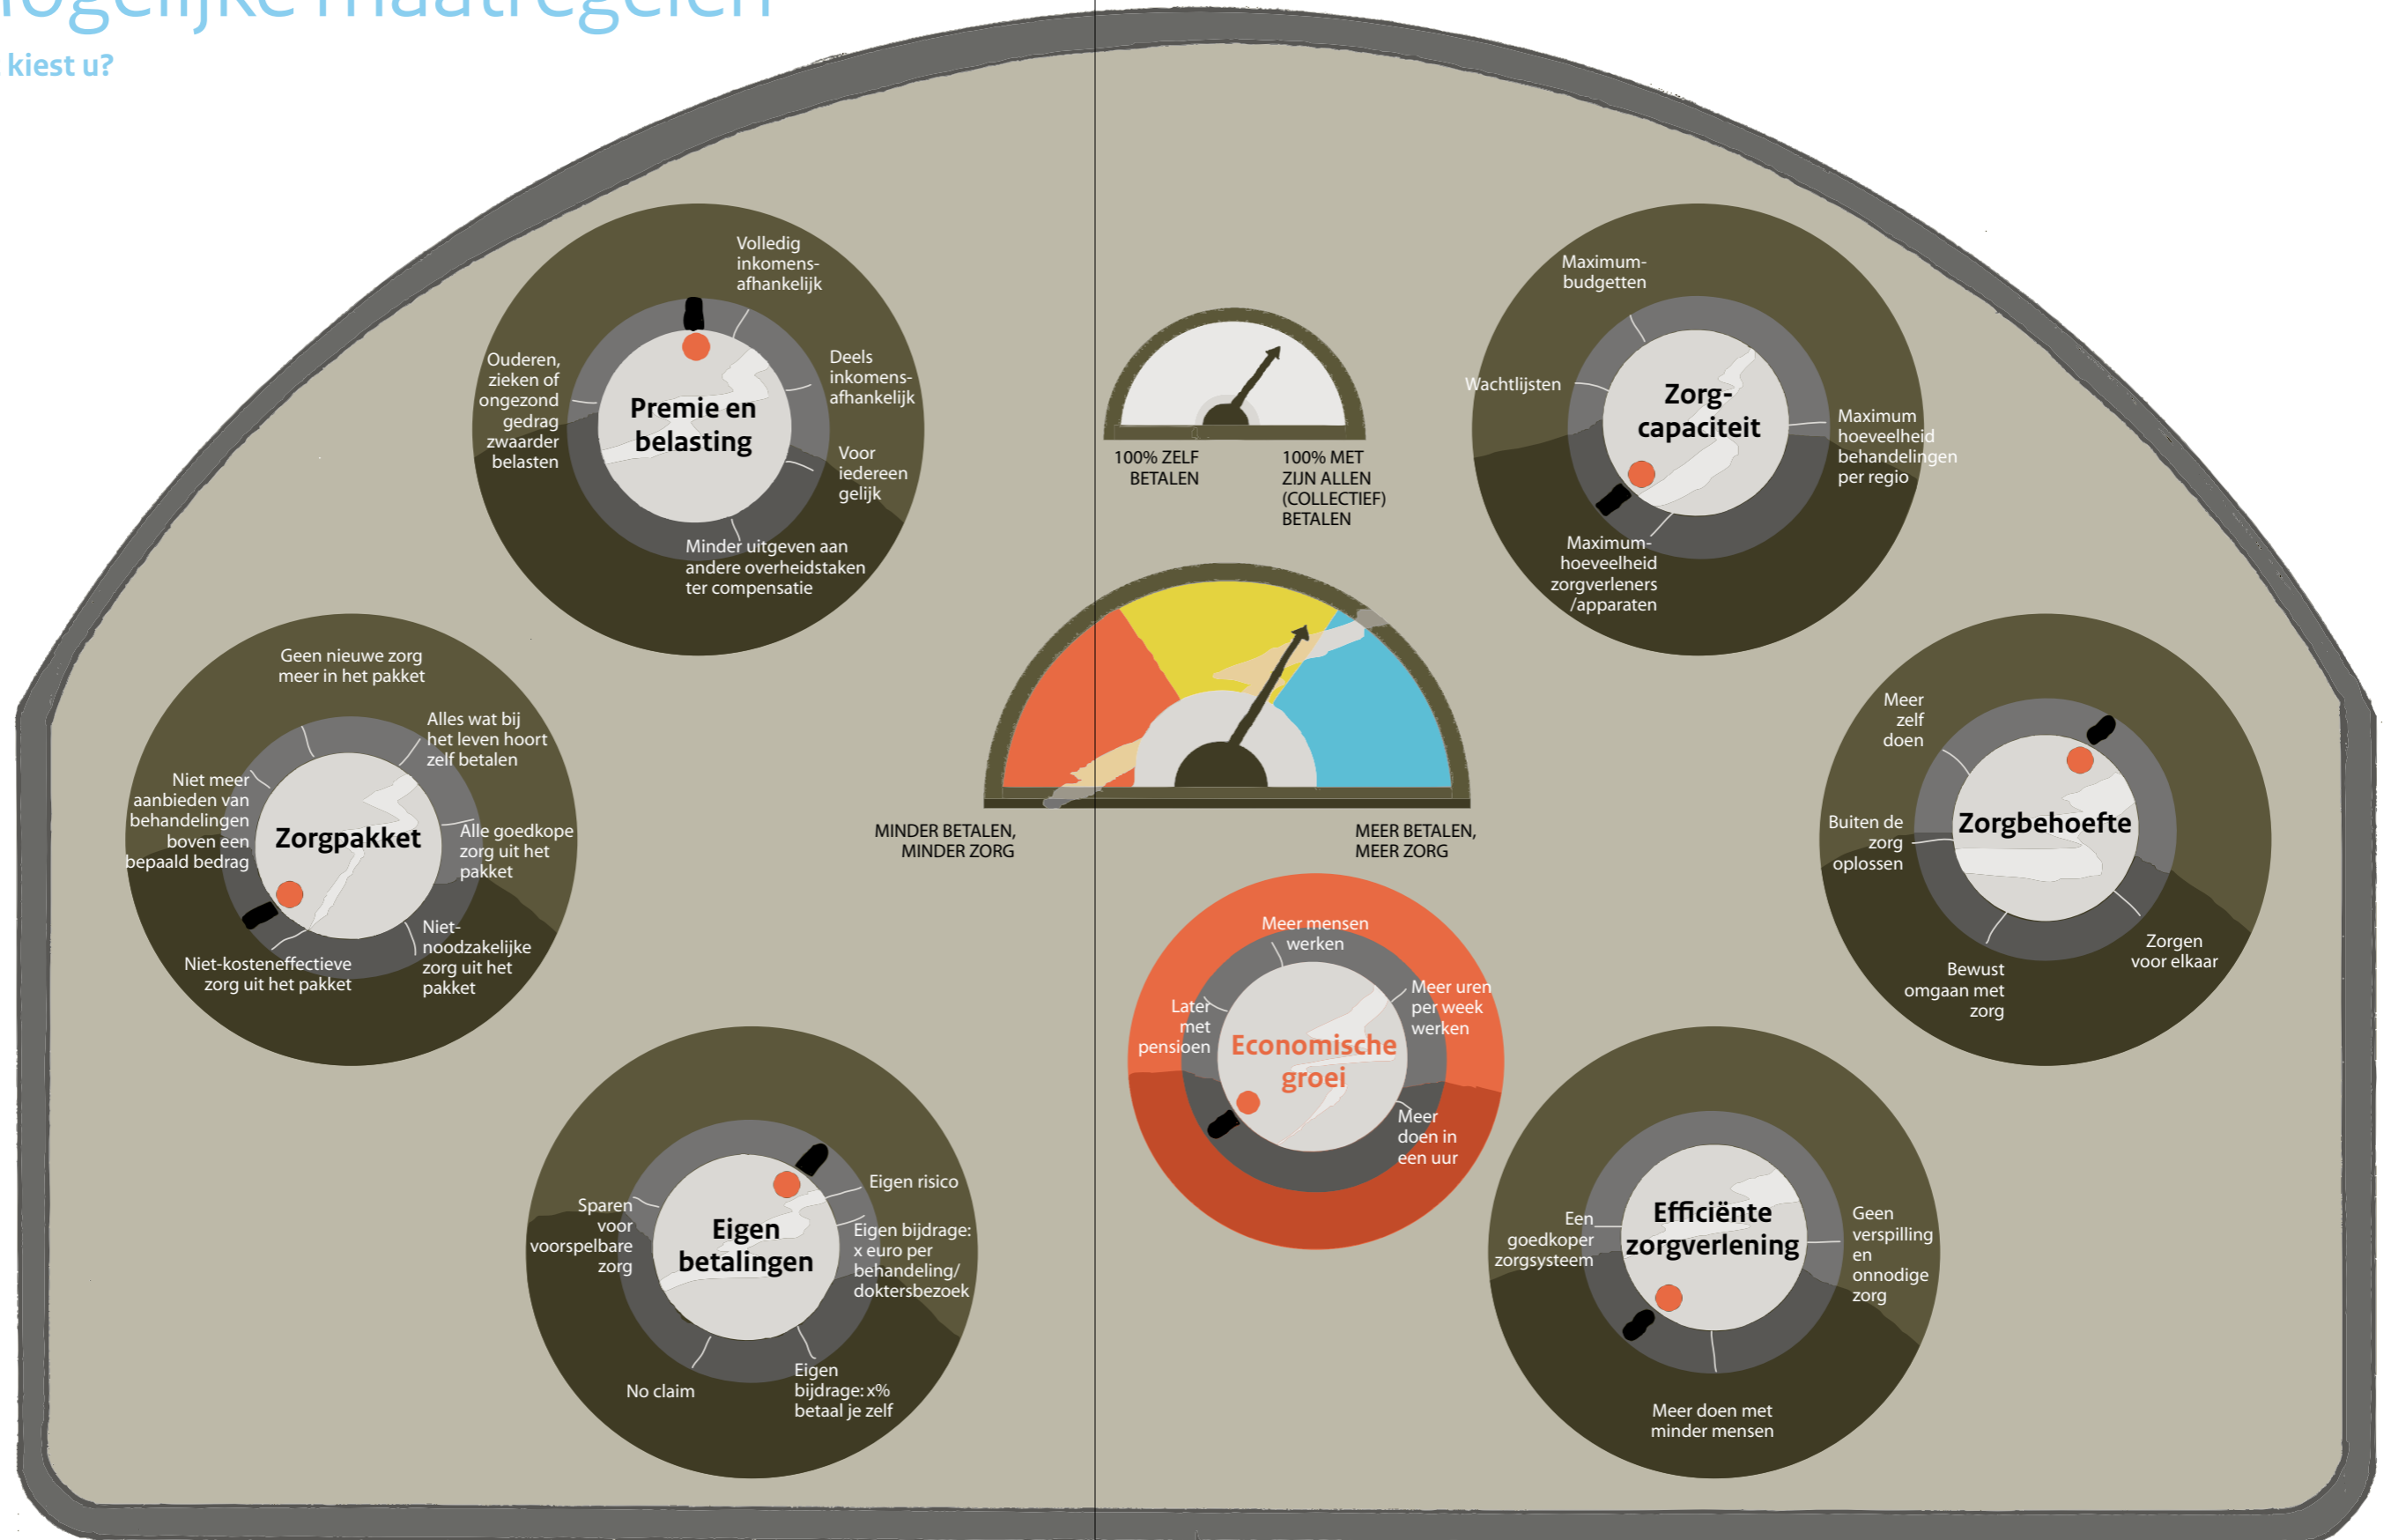 ogelijke maatregelen
kiest u?
Volledig
inkomens-
afhankelijk
Deels
inkomens-
afhankelijk
Voor
iedereen
gelijk
Minder uitgeven aan
andere overheidstaken
ter compensatie
Ouderen,
zieken of
ongezond
gedrag
zwaarder
belasten
Premie en
belasting
100% ZELF
BETALEN
100% MET
ZIJN ALLEN
(COLLECTIEF)
BETALEN
Maximum-
budgetten
Wachtlijsten
Zorg-
capaciteit
Maximum
hoeveelheid
behandelingen
per regio
Maximum-
hoeveelheid
zorgverleners
/apparaten
Geen nieuwe zorg
meer in het pakket
Alles wat bij
het leven hoort
zelf betalen
Niet meer
aanbieden van
behandelingen
boven een
bepaald bedrag
Zorgpakket
Alle goedkope
zorg uit het
pakket
Niet-
noodzakelijke
zorg uit het
pakket
Niet-kosteneffectieve
zorg uit het pakket
MINDER BETALEN,
MINDER ZORG
MEER BETALEN,
MEER ZORG
Meer
zelf
doen
Buiten de
zorg
oplossen
Zorgbehoefte
Zorgen
voor elkaar
Bewust
omgaan met
zorg
Meer mensen
werken
Later
met
pensioen
Meer uren
per week
werken
Economische
groei
Meer
doen in
een uur
Eigen risico
Sparen
voor
voorspelbare
zorg
Eigen
betalingen
Eigen bijdrage:
x euro per
behandeling/
doktersbezoek
No claim
Eigen
bijdrage: x%
betaal je zelf
Een
goedkoper
zorgsysteem
Efficiënte
zorgverlening
Geen
verspilling
en
onnodige
zorg
Meer doen met
minder mensen